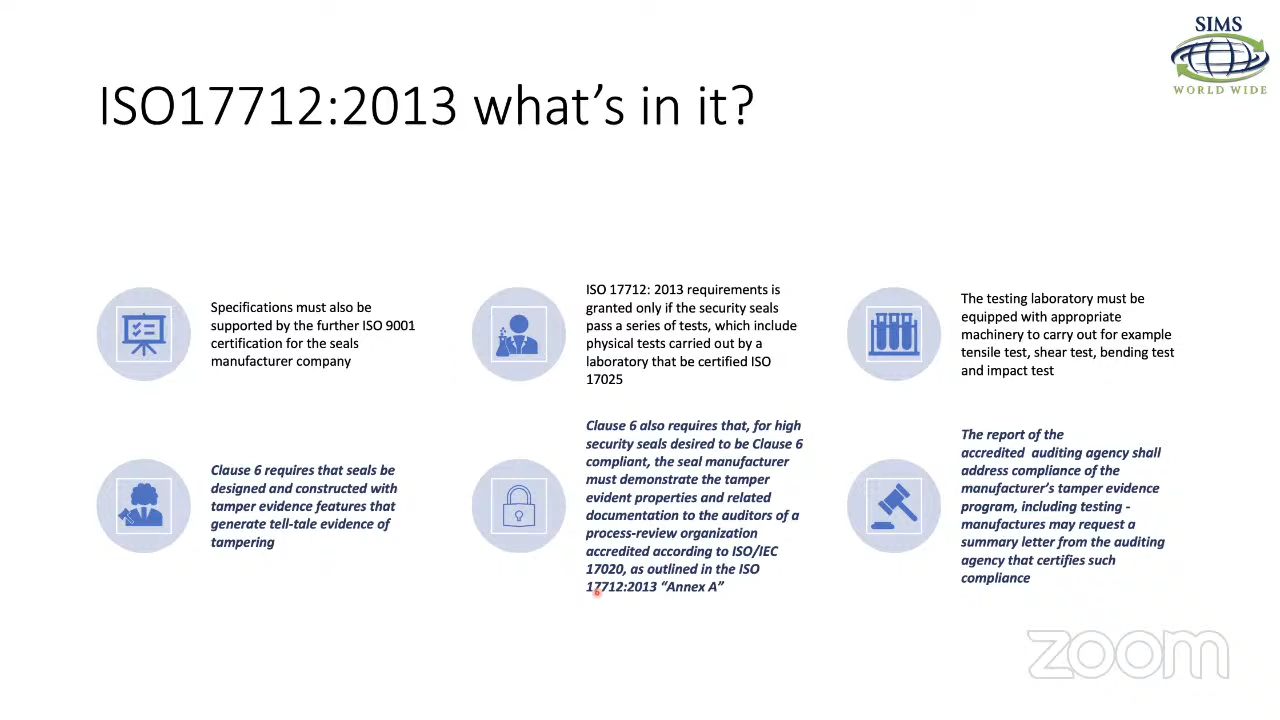 SIMS
WORLD WIDE
ISO17712:2013 what's in it?
Specifications must also be
supported by the further ISO 9001
certification for the seals
manufacturer company
ISO 17712: 2013 requirements is
granted only if the security seals
pass a series of tests, which include
physical tests carried out by a
laboratory that be certified ISO
17025
The testing laboratory must be
equipped with appropriate
machinery to carry out for example
tensile test, shear test, bending test
and impact test
Clause 6 requires that seals be
designed and constructed with
tamper evidence features that
generate tell-tale evidence of
tampering
Clause 6 also requires that, for high
security seals desired to be Clause 6
compliant, the seal manufacturer
must demonstrate the tamper
evident properties and related
documentation to the auditors of a
process-review organization
accredited according to ISO/IEC
17020, as outlined in the ISO
17712:2013 “Annex A”
The report of the
accredited auditing agency shall
address compliance of the
manufacturer's tamper evidence
program, including testing -
manufactures may request a
summary letter from the auditing
agency that certifies such
compliance
zoom